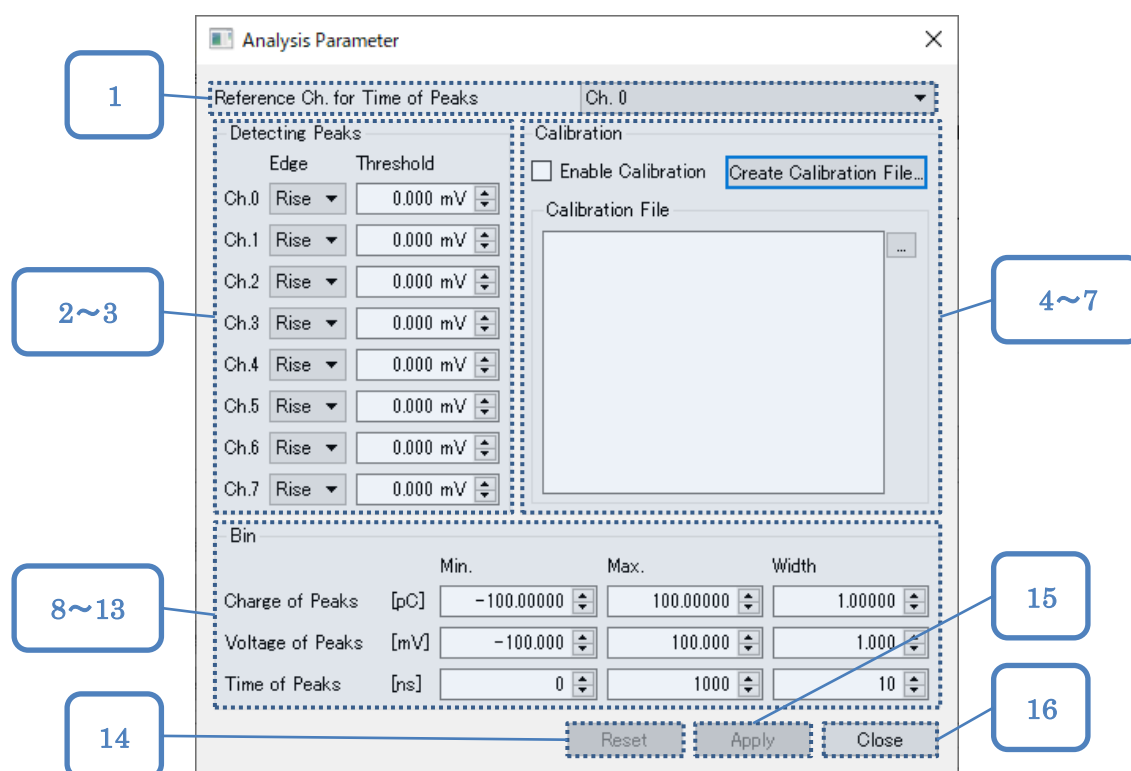 Analysis Parameter
1
Reference Ch. for Time of Peaks Ch. 0
Detecting Peaks
Edge Threshold
Ch.0 Rise 0.000 mV
Ch.1 Rise 0.000 mV
Ch.2 Rise 0.000 mV
Ch.3 Rise 0.000 mV
Ch.4 Rise 0.000 mV
Ch.5 Rise 0.000 mV
Ch.6 Rise 0.000 mV
Ch.7 Rise 0.000 mV
2～3
Calibration
Enable Calibration Create Calibration File...
Calibration File
...
4～7
Bin
Min. Max. Width
Charge of Peaks [pC] -100.00000 100.00000 1.00000
Voltage of Peaks [mV] -100.000 100.000 1.000
Time of Peaks [ns] 0 1000 10
8～13
15
16
14
Reset Apply Close